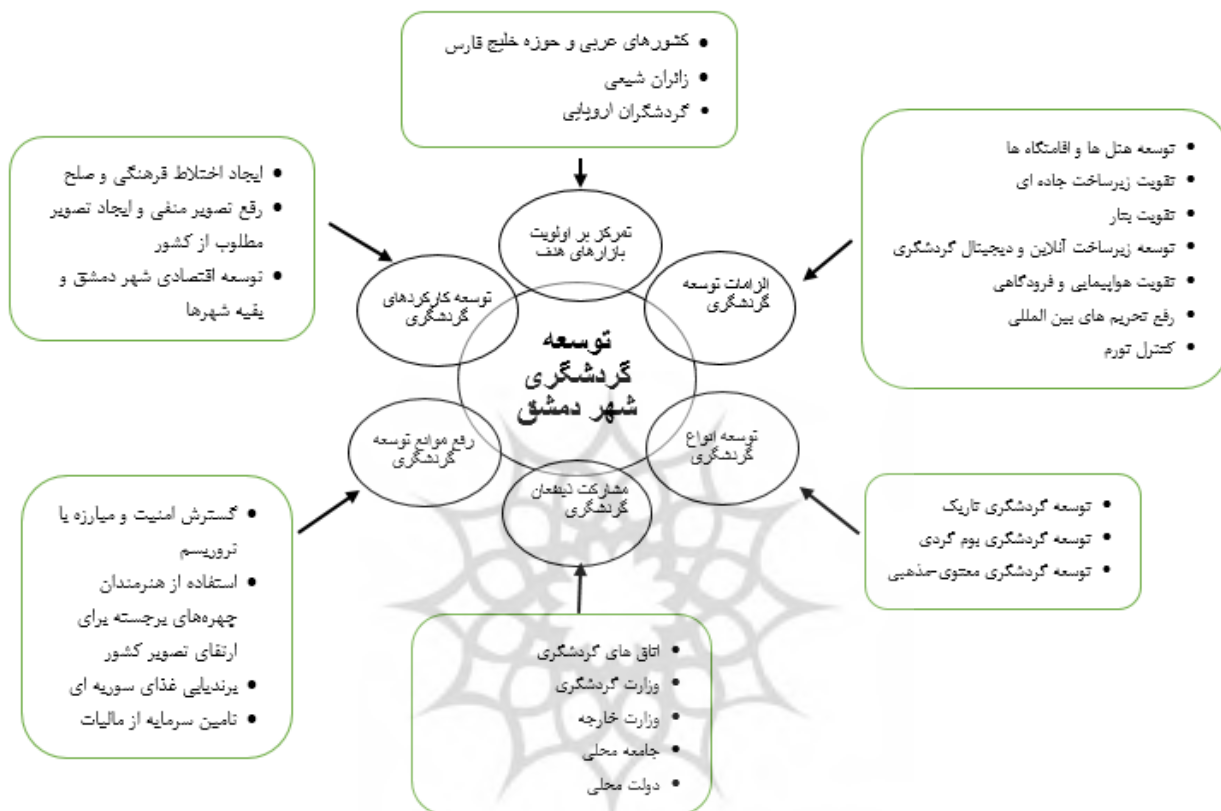 کشورهای عربی و حوزه خلیج فارس
زائران شیعی
گردشگران اروپایی
توسعه هتل ها و اقامتگاه ها
تقویت زیرساخت جاده ای
تقویت بنادر
توسعه زیرساخت آنلاین و دیجیتال گردشگری
تقویت هواپیمایی و فرودگاهی
رفع تحریم های بین المللی
کنترل تورم
ایجاد اختلاط فرهنگی و صلح
رفع تصویر منفی و ایجاد تصویر
مطلوب از کشور
توسعه اقتصادی شهر دمشق و
بقیه شهرها
تمرکز بر اولویت
بازارهای هدف
الزامات توسعه
گردشگری
توسعه کارکردهای
گردشگری
توسعه
گردشگری
شهر دمشق
توسعه انواع
گردشگری
رفع موانع توسعه
گردشگری
مشارکت ذینفعان
گردشگری
توسعه گردشگری تاریک
توسعه گردشگری بوم گردی
توسعه گردشگری معنوی-مذهبی
گسترش امنیت و مبارزه با
تروریسم
استفاده از هنرمندان
چهره‌های برجسته برای
ارتقای تصویر کشور
برندیابی غذای سوریه ای
تامین سرمایه از مالیات
اتاق های گردشگری
وزارت گردشگری
وزارت خارجه
جامعه محلی
دولت محلی